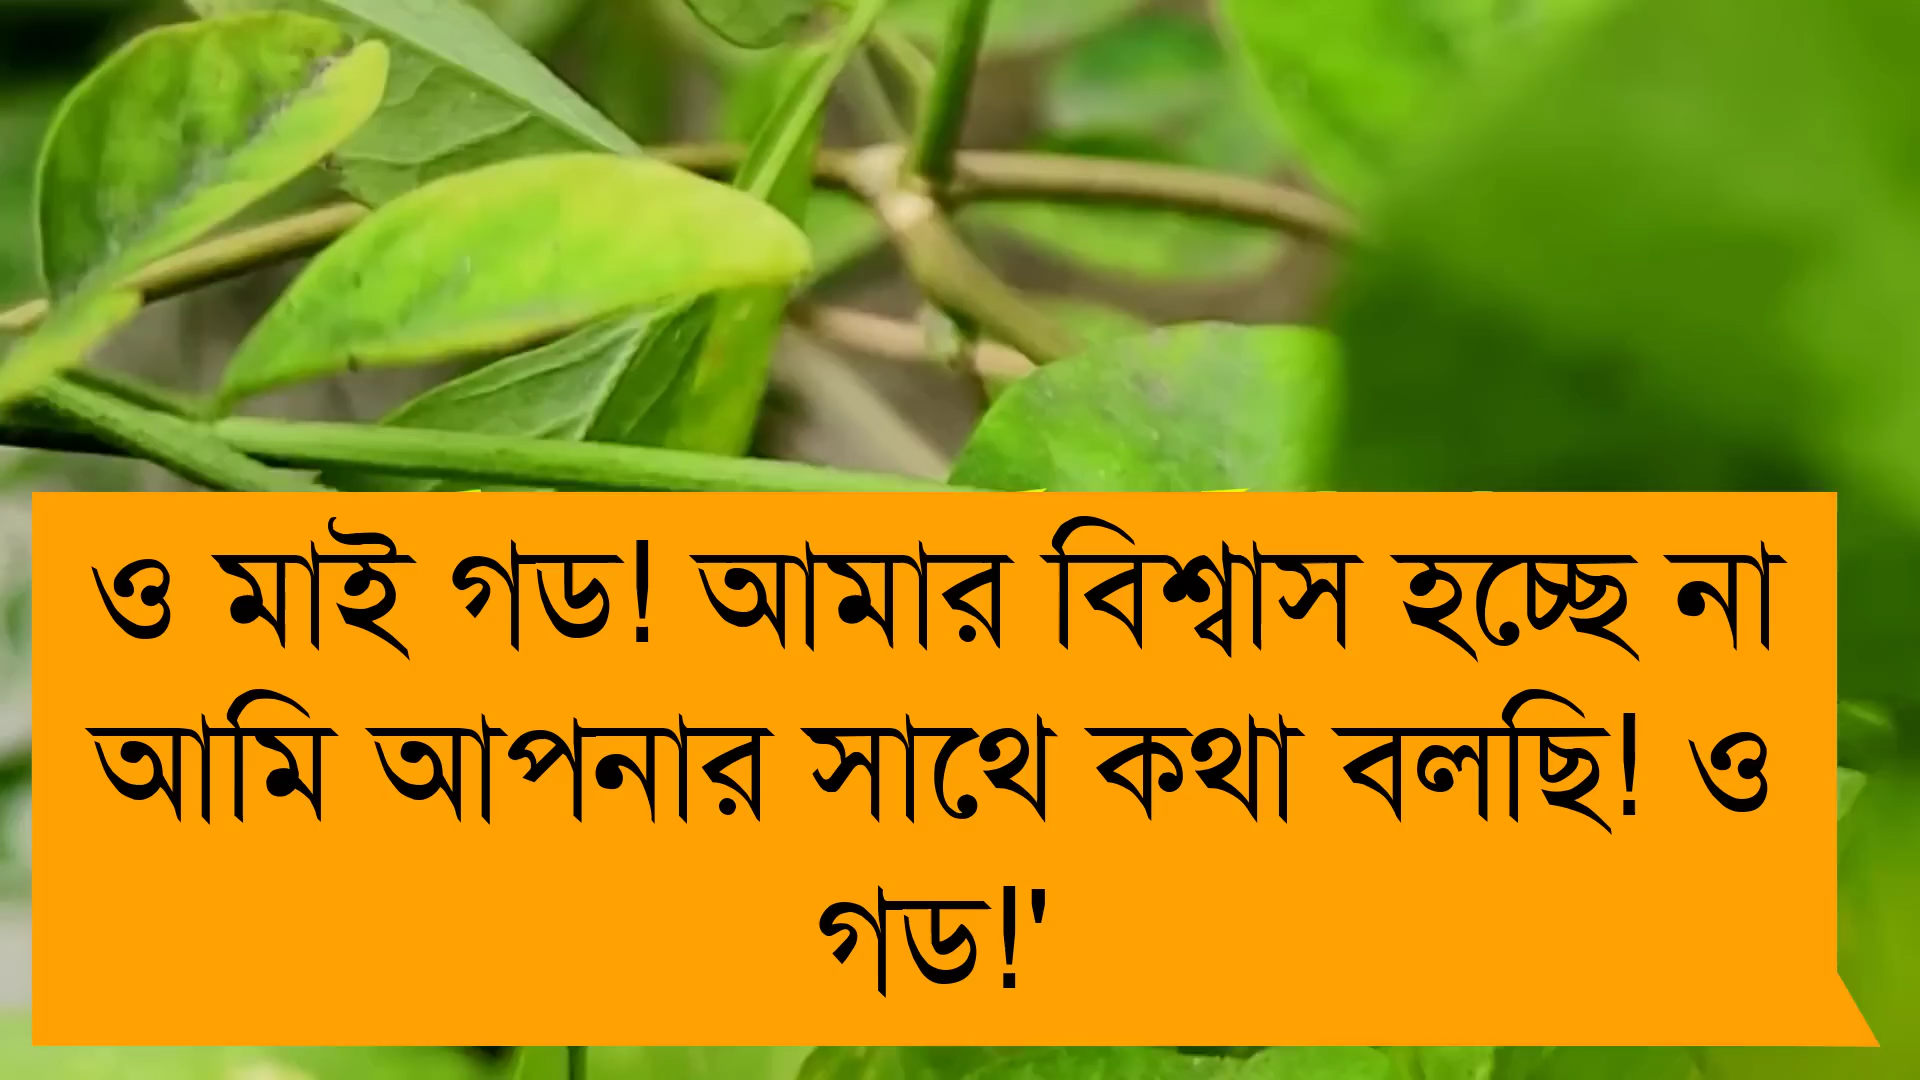 ও মাই গড! আমার বিশ্বাস হচ্ছে না
আমি আপনার সাথে কথা বলছি! ও
গড!'